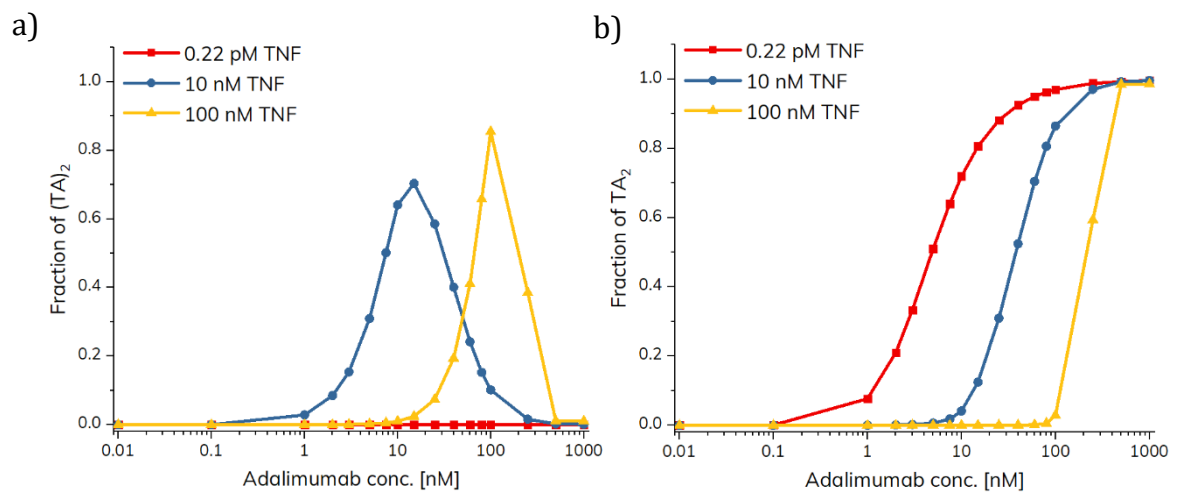 a)
0.22 pM TNF
10 nM TNF
100 nM TNF
Fraction of (TA)2
1.0
0.8
0.6
0.4
0.2
0.0
0.01 0.1 1 10 100 1000
Adalimumab conc. [nM]
b)
0.22 pM TNF
10 nM TNF
100 nM TNF
Fraction of TA2
1.0
0.8
0.6
0.4
0.2
0.0
0.01 0.1 1 10 100 1000
Adalimumab conc. [nM]